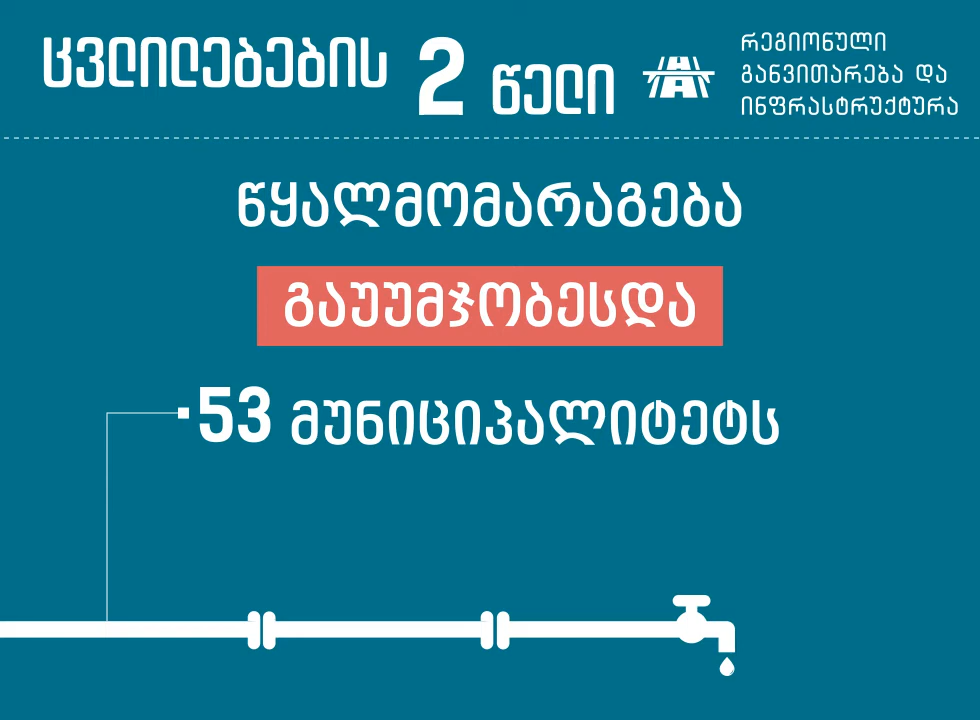 ცვლილებების 2 წელი
რეგიონული
განვითარება და
ინფრასტრუქტურა
წყალმომარაგება
გაუუმჯობესდა
53 მუნიციპალიტეტს